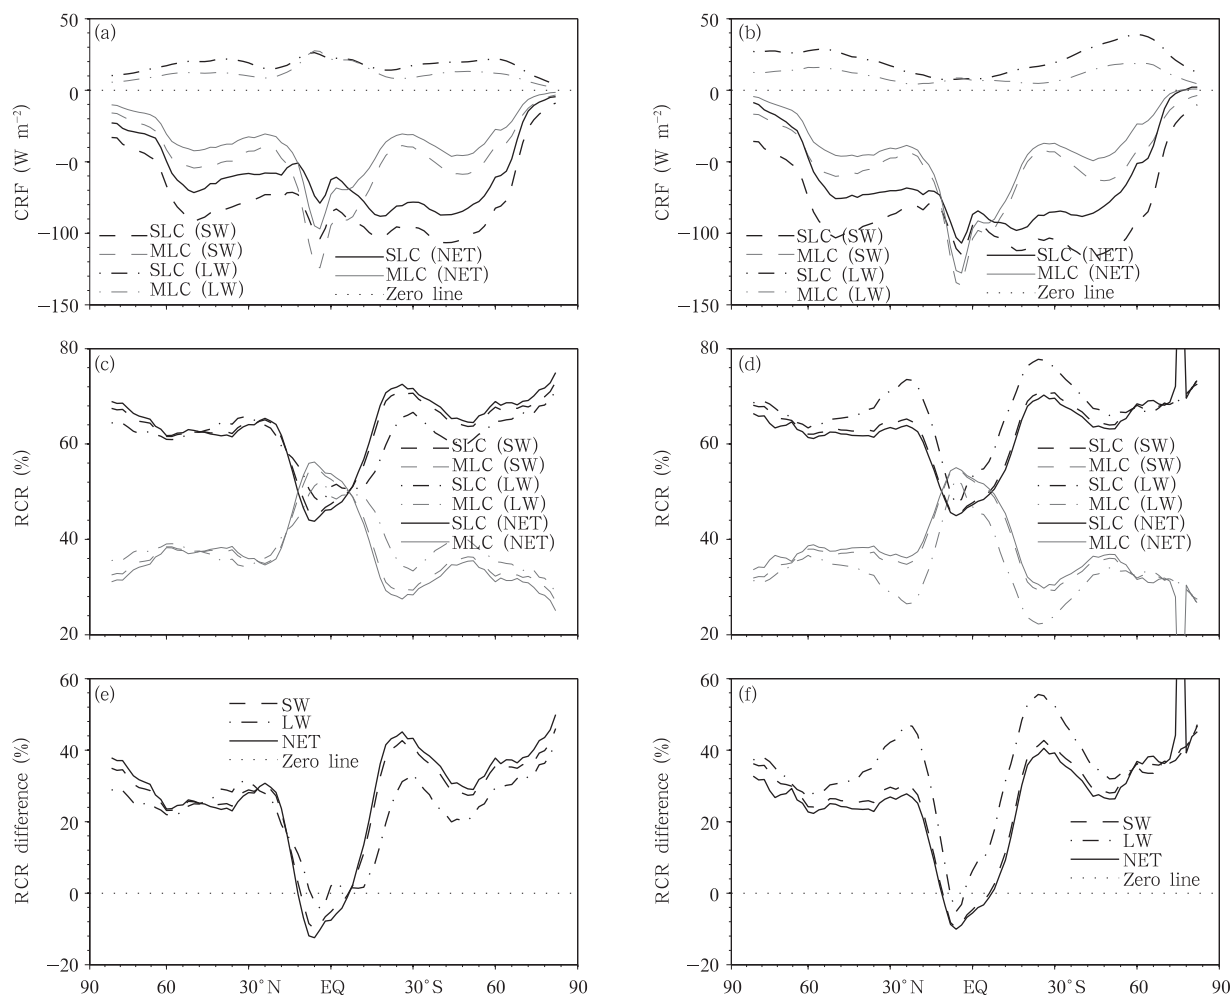 (a)
50
0
−0
−100
−150
CRF (W m⁻²)
SLC (SW)
MLC (SW)
SLC (LW)
MLC (LW)
SLC (NET)
MLC (NET)
Zero line
(b)
50
0
−0
−100
−150
CRF (W m⁻²)
SLC (SW)
MLC (SW)
SLC (LW)
MLC (LW)
SLC (NET)
MLC (NET)
Zero line
(c)
80
60
40
20
RCR (%)
SLC (SW)
MLC (SW)
SLC (LW)
MLC (LW)
SLC (NET)
MLC (NET)
(d)
80
60
40
20
RCR (%)
SLC (SW)
MLC (SW)
SLC (LW)
MLC (LW)
SLC (NET)
MLC (NET)
(e)
60
40
20
0
−20
RCR difference (%)
SW
LW
NET
Zero line
90 60 30°N EQ 30°S 60 90
(f)
60
40
20
0
−20
RCR difference (%)
SW
LW
NET
Zero line
90 60 30°N EQ 30°S 60 90